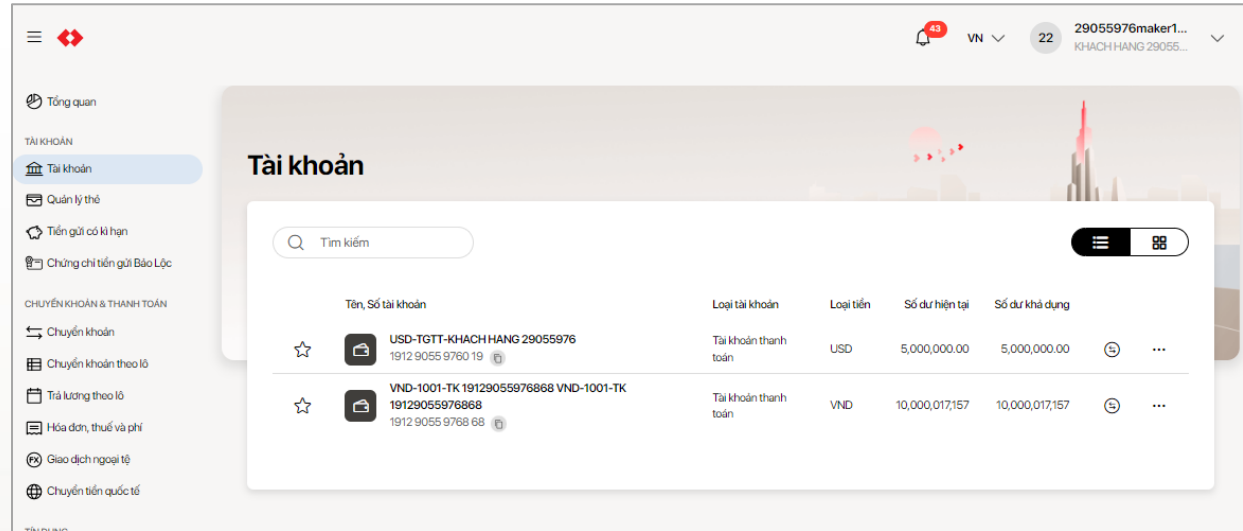 43
VN
22
29055976maker1...
KHACH HANG 29055...
Tổng quan
TÀI KHOẢN
Tài khoản
Quản lý thẻ
Tiền gửi có kì hạn
Chứng chỉ tiền gửi Bảo Lộc
CHUYỂN KHOẢN & THANH TOÁN
Chuyển khoản
Chuyển khoản theo lô
Trả lương theo lô
Hóa đơn, thuế và phí
FX
Giao dịch ngoại tệ
Chuyển tiền quốc tế
TÍN DỤNG
Tài khoản
Tìm kiếm
Tên, Số tài khoản Loại tài khoản Loại tiền Số dư hiện tại Số dư khả dụng
USD-TGTT-KHACH HANG 29055976
1912 9055 9760 19
Tài khoản thanh
toán
USD 5,000,000.00 5,000,000.00
VND-1001-TK 19129055976868 VND-1001-TK
19129055976868
1912 9055 9768 68
Tài khoản thanh
toán
VND 10,000,017,157 10,000,017,157